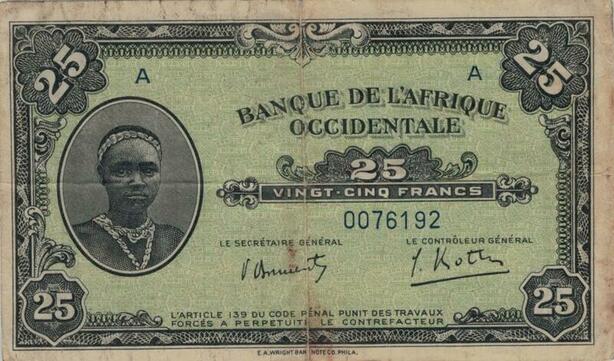 25 25
A A
BANQUE DE L'AFRIQUE
OCCIDENTALE
25
VINGT-CINQ FRANCS
0076192
LE SECRÉTAIRE GÉNÉRAL LE CONTRÔLEUR GÉNÉRAL
25 25
L'ARTICLE 139 DU CODE PÉNAL PUNIT DES TRAVAUX
FORCÉS A PERPÉTUITÉ LE CONTREFACTEUR
E.A. WRIGHT BANK NOTE CO. PHILA.